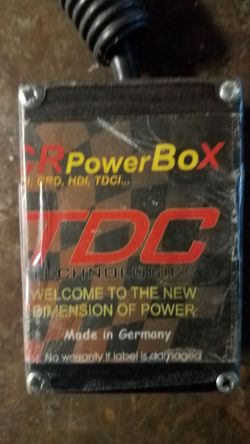 CR PowerBoX
I, CRD, HDI, TDCI...
TDC
TECHNOLOGIES
WELCOME TO THE NEW
DIMENSION OF POWER
Made in Germany
No warranty if label is damaged